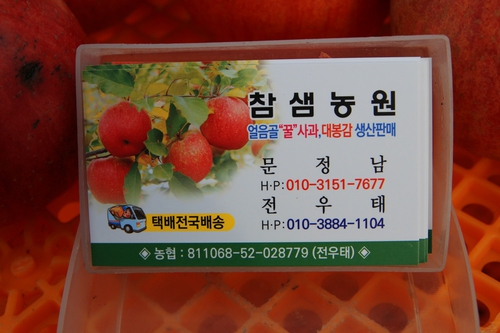 참샘농원
얼음골"꿀"사과,대봉감 생산판매
문정남
H·P:010-3151-7677
전우태
H·P:010-3884-1104
택배전국배송
◈ 농협 : 811068-52-028779 (전우태) ◈